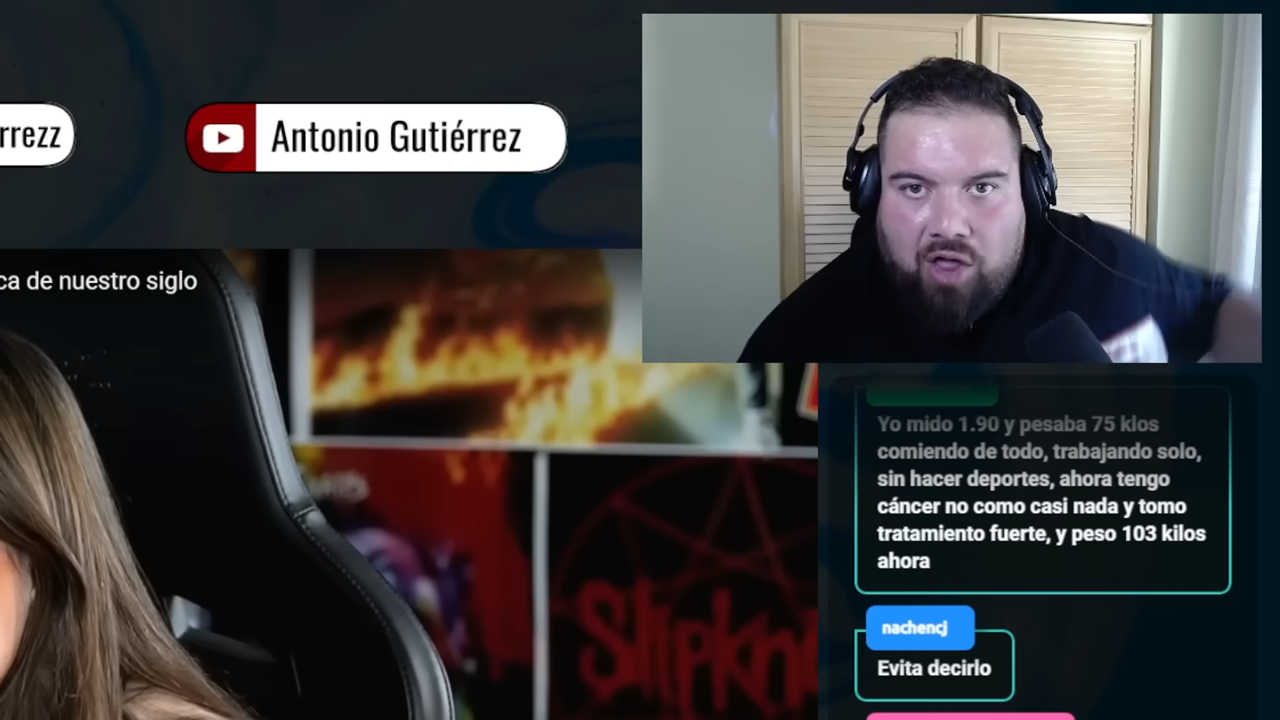 rrezz
Antonio Gutiérrez
ca de nuestro siglo
Yo mido 1.90 y pesaba 75 klos
comiendo de todo, trabajando solo,
sin hacer deportes, ahora tengo
cáncer no como casi nada y tomo
tratamiento fuerte, y peso 103 kilos
ahora
nachencj
Evita decirlo
Slipkn